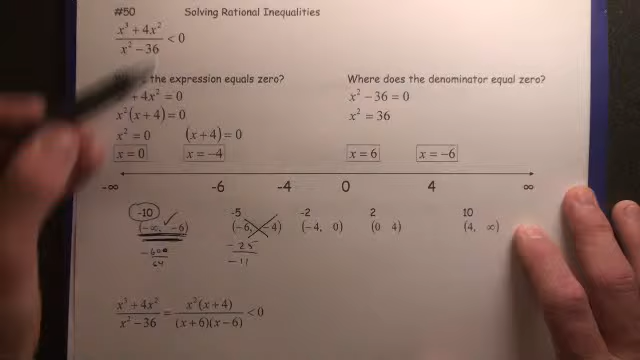 #50 Solving Rational Inequalities
x³ + 4x² / x² − 36 < 0
the expression equals zero? Where does the denominator equal zero?
+ 4x² = 0 x² − 36 = 0
x²(x + 4) = 0 x² = 36
x² = 0 (x + 4) = 0
x = 0 x = −4 x = 6 x = −6
-∞ -6 -4 0 4 ∞
-10 -5 -2 2 10
(−∞, −6) ✓ (−6, −4) (−4, 0) (0 4) (4, ∞)
−600 / 64 −25 / −11
x³ + 4x² / x² − 36 = x²(x + 4) / (x + 6)(x − 6) < 0